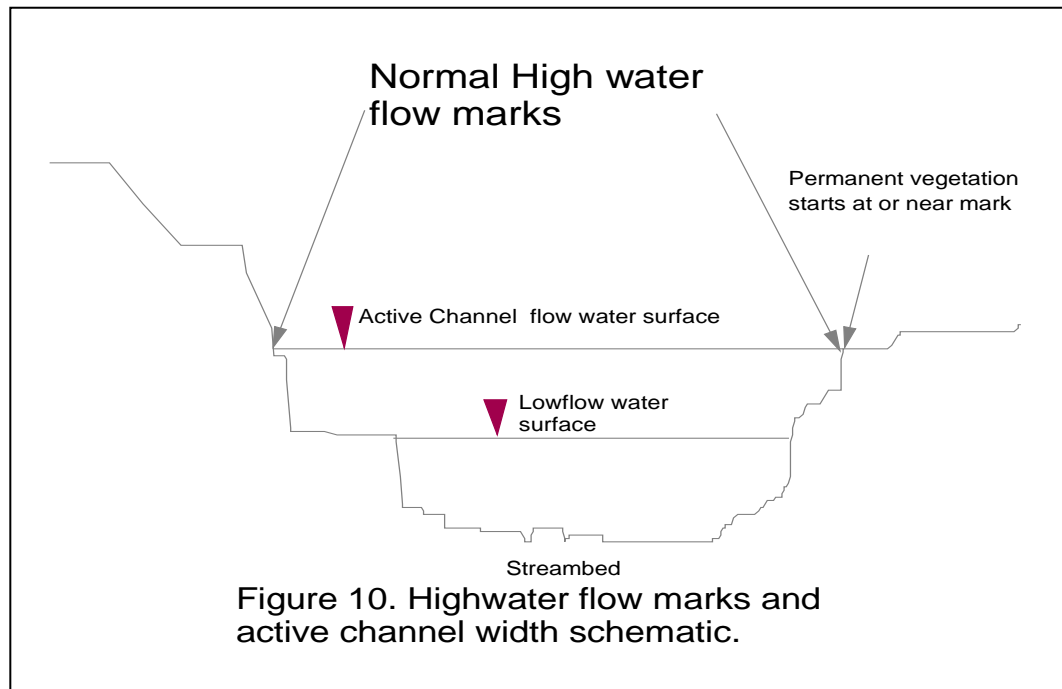 Normal High water
flow marks
Permanent vegetation
starts at or near mark
Active Channel flow water surface
Lowflow water
surface
Streambed
Figure 10. Highwater flow marks and
active channel width schematic.